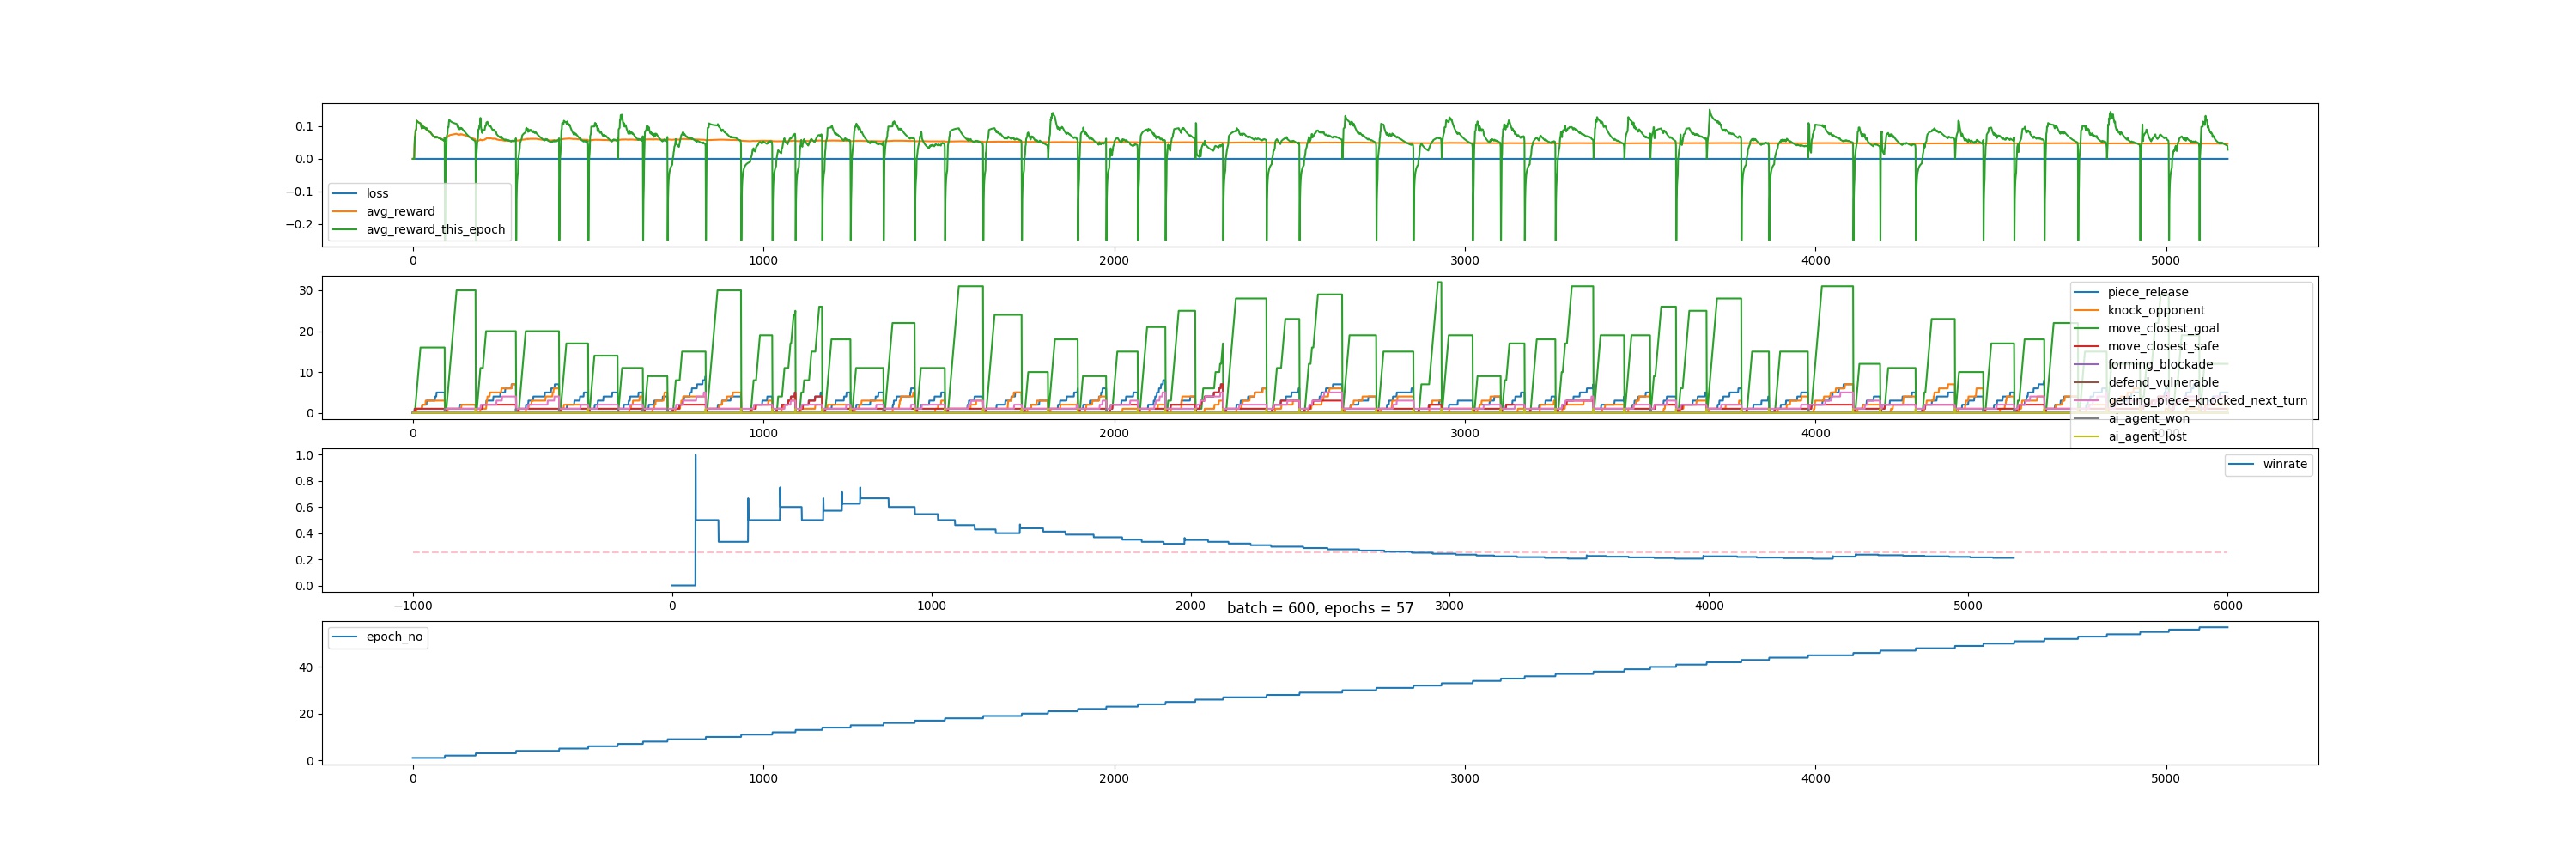 0.1
0.0
−0.1
−0.2
loss
avg_reward
avg_reward_this_epoch
0 1000 2000 3000 4000 5000
30
20
10
0
piece_release
knock_opponent
move_closest_goal
move_closest_safe
forming_blockade
defend_vulnerable
getting_piece_knocked_next_turn
ai_agent_won
ai_agent_lost
0 1000 2000 3000 4000 5000
1.0
0.8
0.6
0.4
0.2
0.0
winrate
−1000 0 1000 2000 3000 4000 5000 6000
batch = 600, epochs = 57
40
20
0
epoch_no
0 1000 2000 3000 4000 5000